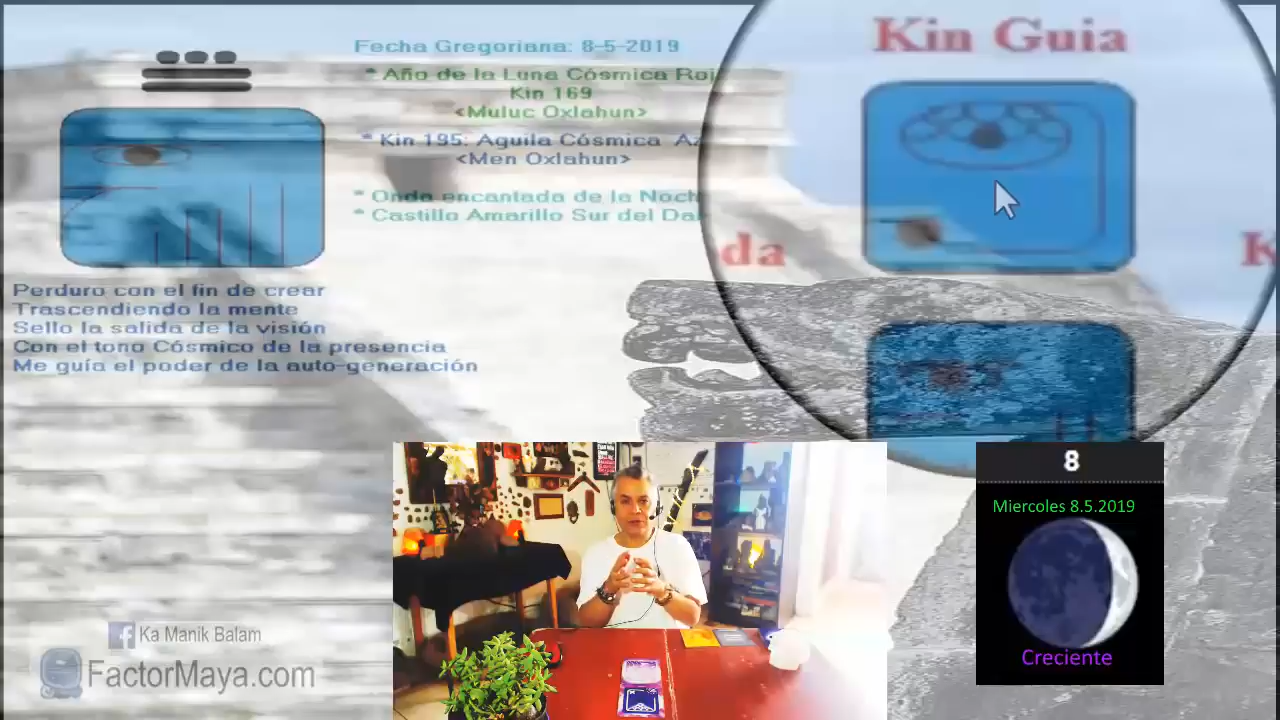 Fecha Gregoriana: 8-5-2019
* Año de la Luna Cósmica Roj
Kin 169
<Muluc Oxlahun>
* Kin 195: Aguila Cósmica Az
<Men Oxlahun>
* Onda encantada de la Noch
* Castillo Amarillo Sur del Da
Kin Guia
da
K
Perduro con el fin de crear
Trascendiendo la mente
Sello la salida de la visión
Con el tono Cósmico de la presencia
Me guía el poder de la auto-generación
8
Miercoles 8.5.2019
Creciente
Ka Manik Balam
FactorMaya.com